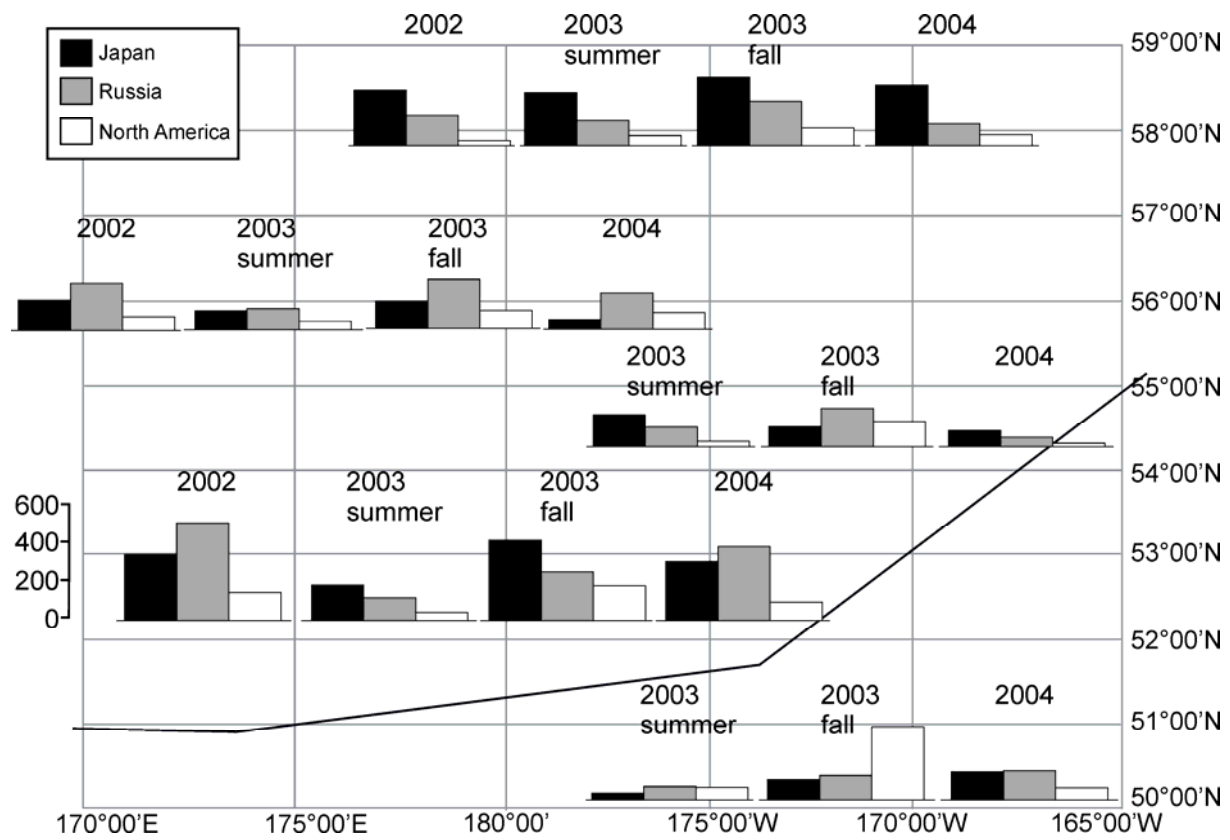 2002
2003
summer
2003
fall
2004
Japan
Russia
North America
59°00'N
58°00'N
57°00'N
2002
2003
summer
2003
fall
2004
56°00'N
2003
summer
2003
fall
2004
55°00'N
54°00'N
2002
2003
summer
2003
fall
2004
600
400
200
0
53°00'N
52°00'N
2003
summer
2003
fall
2004
51°00'N
50°00'N
170°00'E
175°00'E
180°00'
175°00'W
170°00'W
165°00'W